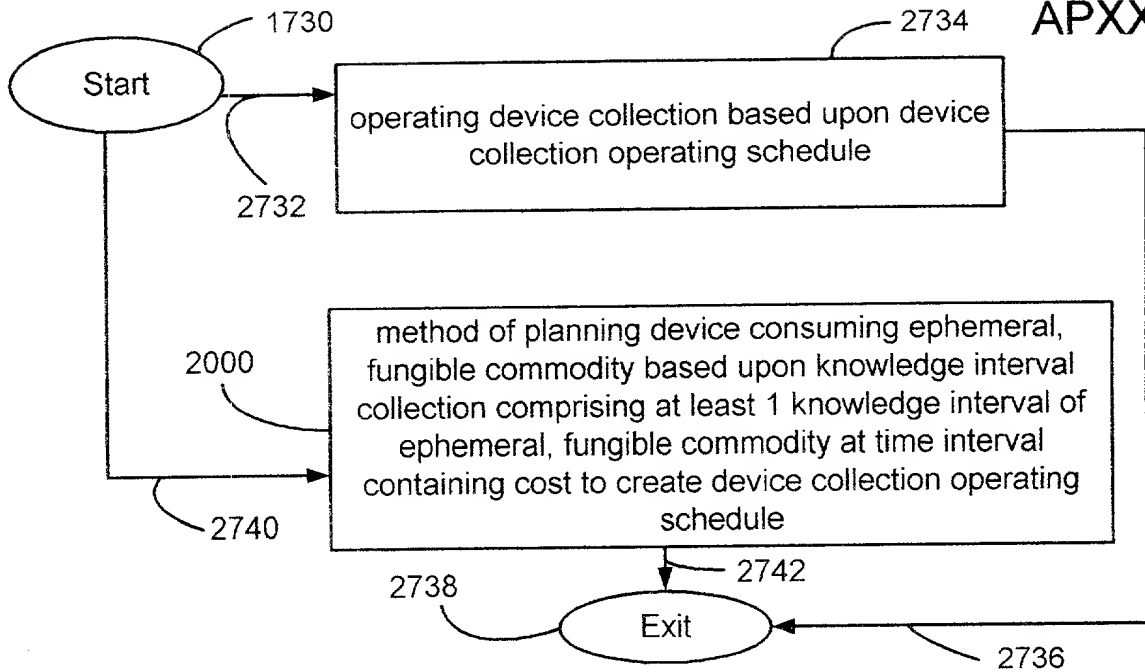 1730
2734
APXX
Start
operating device collection based upon device
collection operating schedule
2732
method of planning device consuming ephemeral,
fungible commodity based upon knowledge interval
collection comprising at least 1 knowledge interval of
ephemeral, fungible commodity at time interval
containing cost to create device collection operating
schedule
2000
2740
2742
2738
Exit
2736